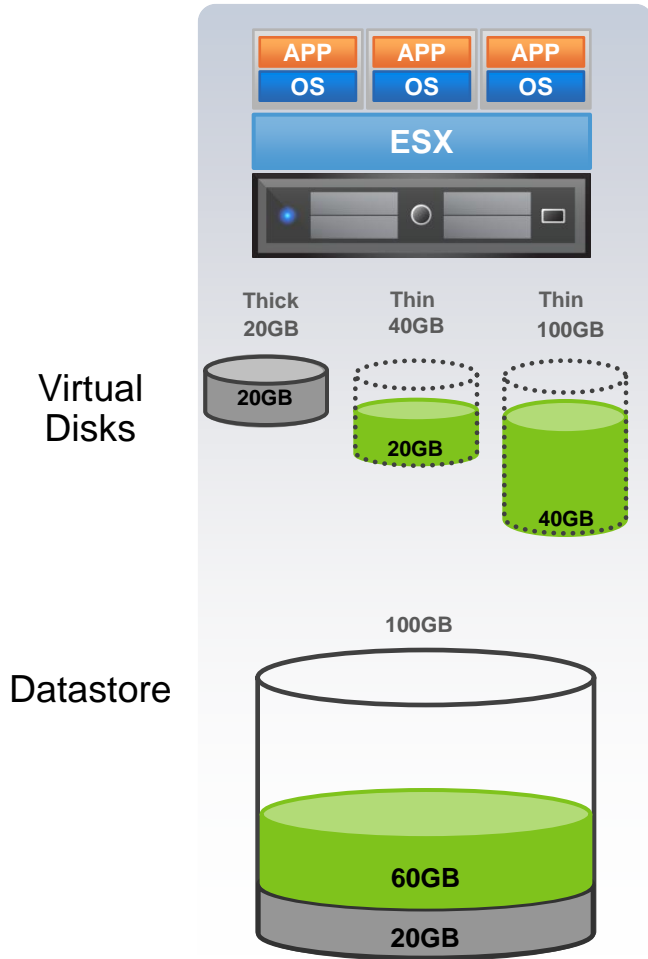 APP APP APP
OS OS OS
ESX
Thick Thin Thin
20GB 40GB 100GB
Virtual
Disks
20GB
20GB
40GB
100GB
Datastore
60GB
20GB